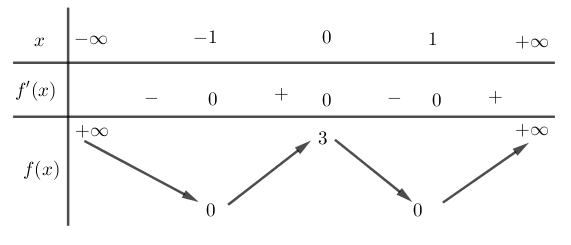 x −∞ −1 0 1 +∞
f′(x) − 0 + 0 − 0 +
+∞ 3 +∞
f(x)
0 0